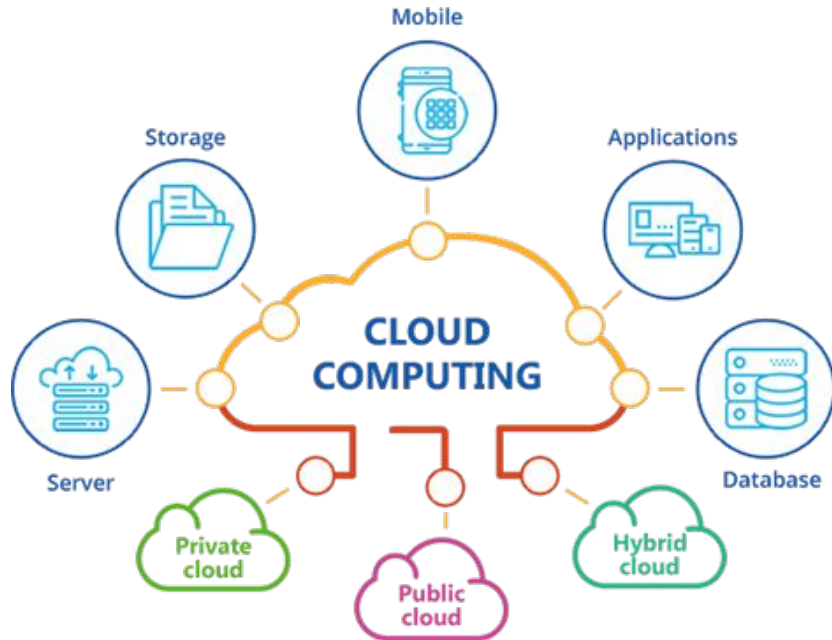 Mobile
Storage
Applications
CLOUD
COMPUTING
Server
Database
Private
cloud
Public
cloud
Hybrid
cloud